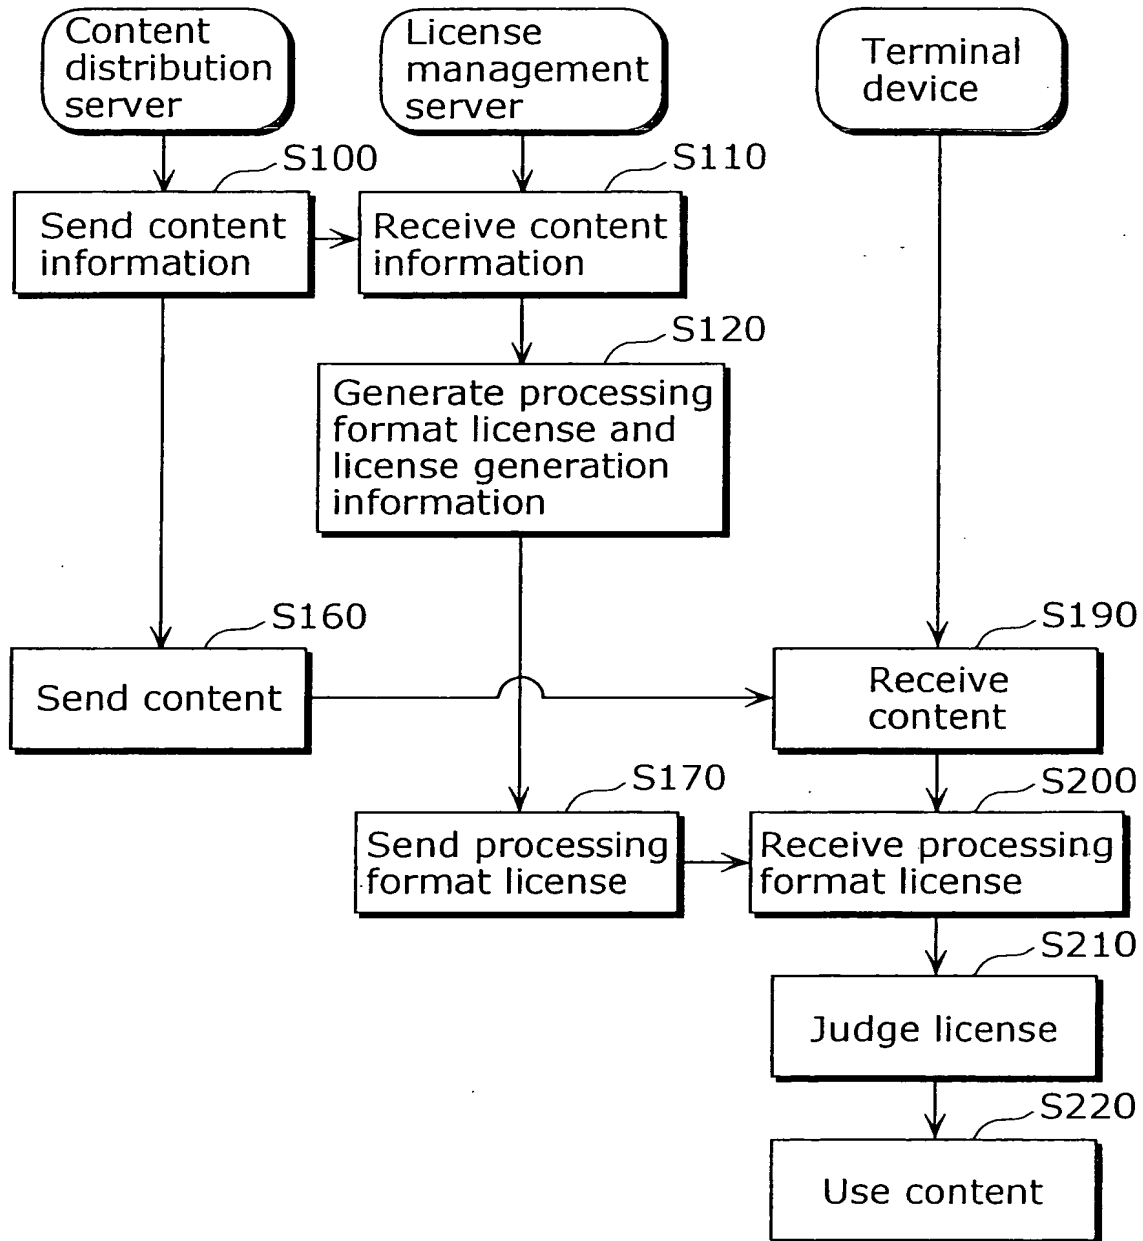 Content
distribution
server
License
management
server
Terminal
device
S100
S110
Send content
information
Receive content
information
S120
Generate processing
format license and
license generation
information
S160
S190
Send content
Receive
content
S170
S200
Send processing
format license
Receive processing
format license
S210
Judge license
S220
Use content